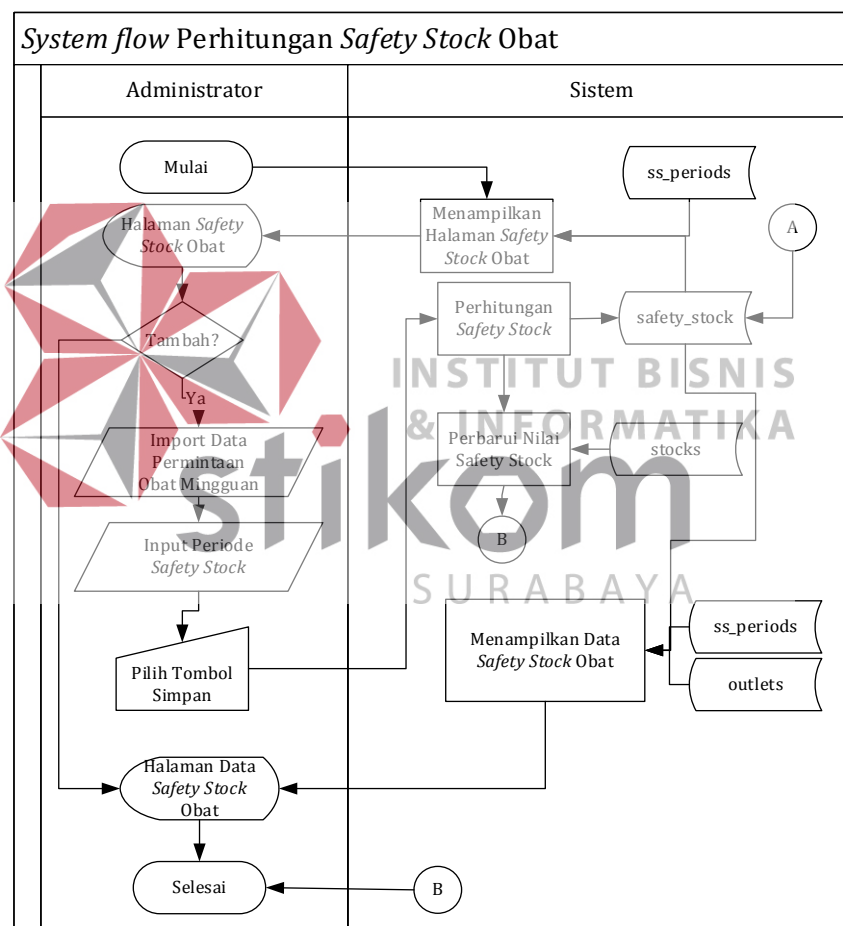 System flow Perhitungan Safety Stock Obat
Administrator
Sistem
Mulai
ss_periods
Halaman Safety
Stock Obat
Menampilkan
Halaman Safety
Stock Obat
A
Perhitungan
Safety Stock
safety_stock
Tambah?
Ya
INSTITUT BISNIS
& INFORMATIKA
Import Data
Permintaan
Obat Mingguan
Perbarui Nilai
Safety Stock
stocks
stikom
B
Input Periode
Safety Stock
SURABAYA
Menampilkan Data
Safety Stock Obat
ss_periods
outlets
Pilih Tombol
Simpan
Halaman Data
Safety Stock
Obat
Selesai
B